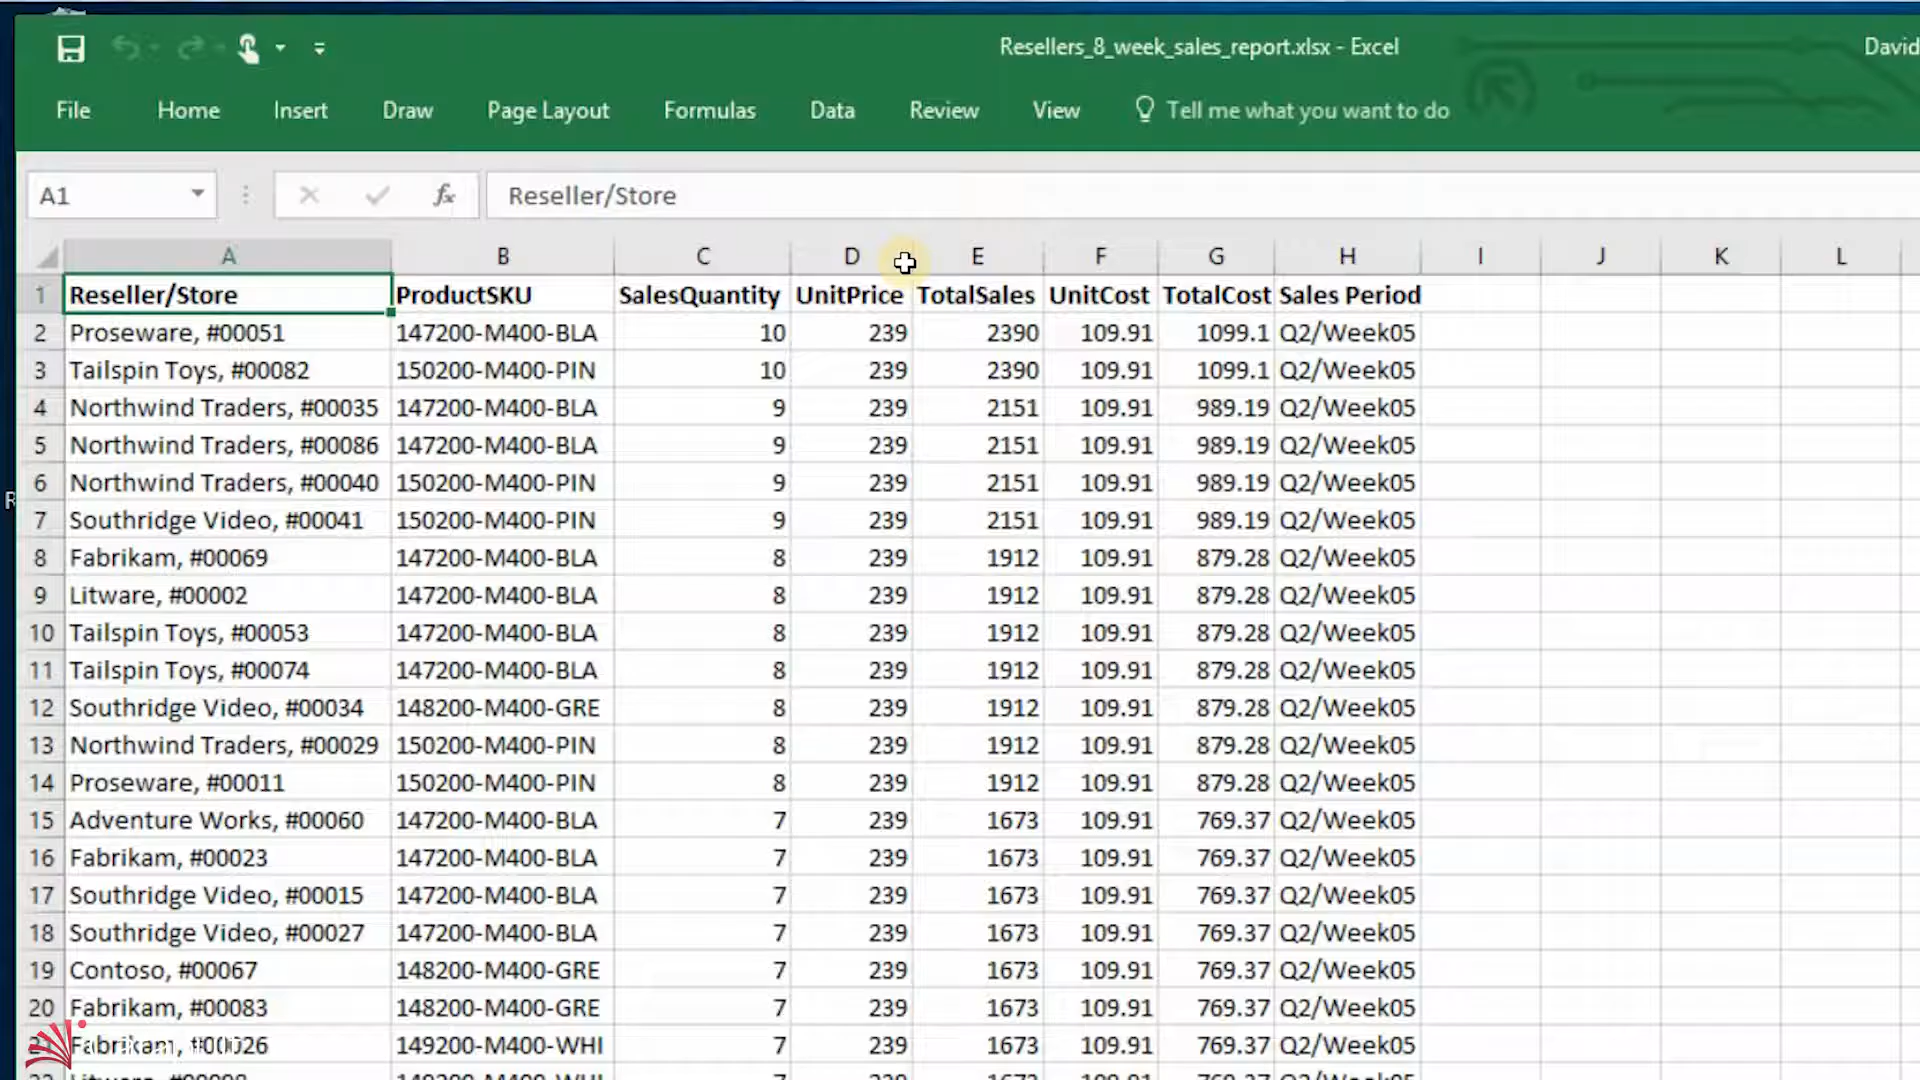 Resellers_8_week_sales_report.xlsx - Excel David
File Home Insert Draw Page Layout Formulas Data Review View Tell me what you want to do
A1 fx Reseller/Store
A B C D E F G H I J K L
1 Reseller/Store ProductSKU SalesQuantity UnitPrice TotalSales UnitCost TotalCost Sales Period
2 Proseware, #00051 147200-M400-BLA 10 239 2390 109.91 1099.1 Q2/Week05
3 Tailspin Toys, #00082 150200-M400-PIN 10 239 2390 109.91 1099.1 Q2/Week05
4 Northwind Traders, #00035 147200-M400-BLA 9 239 2151 109.91 989.19 Q2/Week05
5 Northwind Traders, #00086 147200-M400-BLA 9 239 2151 109.91 989.19 Q2/Week05
6 Northwind Traders, #00040 150200-M400-PIN 9 239 2151 109.91 989.19 Q2/Week05
7 Southridge Video, #00041 150200-M400-PIN 9 239 2151 109.91 989.19 Q2/Week05
8 Fabrikam, #00069 147200-M400-BLA 8 239 1912 109.91 879.28 Q2/Week05
9 Litware, #00002 147200-M400-BLA 8 239 1912 109.91 879.28 Q2/Week05
10 Tailspin Toys, #00053 147200-M400-BLA 8 239 1912 109.91 879.28 Q2/Week05
11 Tailspin Toys, #00074 147200-M400-BLA 8 239 1912 109.91 879.28 Q2/Week05
12 Southridge Video, #00034 148200-M400-GRE 8 239 1912 109.91 879.28 Q2/Week05
13 Northwind Traders, #00029 150200-M400-PIN 8 239 1912 109.91 879.28 Q2/Week05
14 Proseware, #00011 150200-M400-PIN 8 239 1912 109.91 879.28 Q2/Week05
15 Adventure Works, #00060 147200-M400-BLA 7 239 1673 109.91 769.37 Q2/Week05
16 Fabrikam, #00023 147200-M400-BLA 7 239 1673 109.91 769.37 Q2/Week05
17 Southridge Video, #00015 147200-M400-BLA 7 239 1673 109.91 769.37 Q2/Week05
18 Southridge Video, #00027 147200-M400-BLA 7 239 1673 109.91 769.37 Q2/Week05
19 Contoso, #00067 148200-M400-GRE 7 239 1673 109.91 769.37 Q2/Week05
20 Fabrikam, #00083 148200-M400-GRE 7 239 1673 109.91 769.37 Q2/Week05
21 Fabrikam, #00026 149200-M400-WHI 7 239 1673 109.91 769.37 Q2/Week05